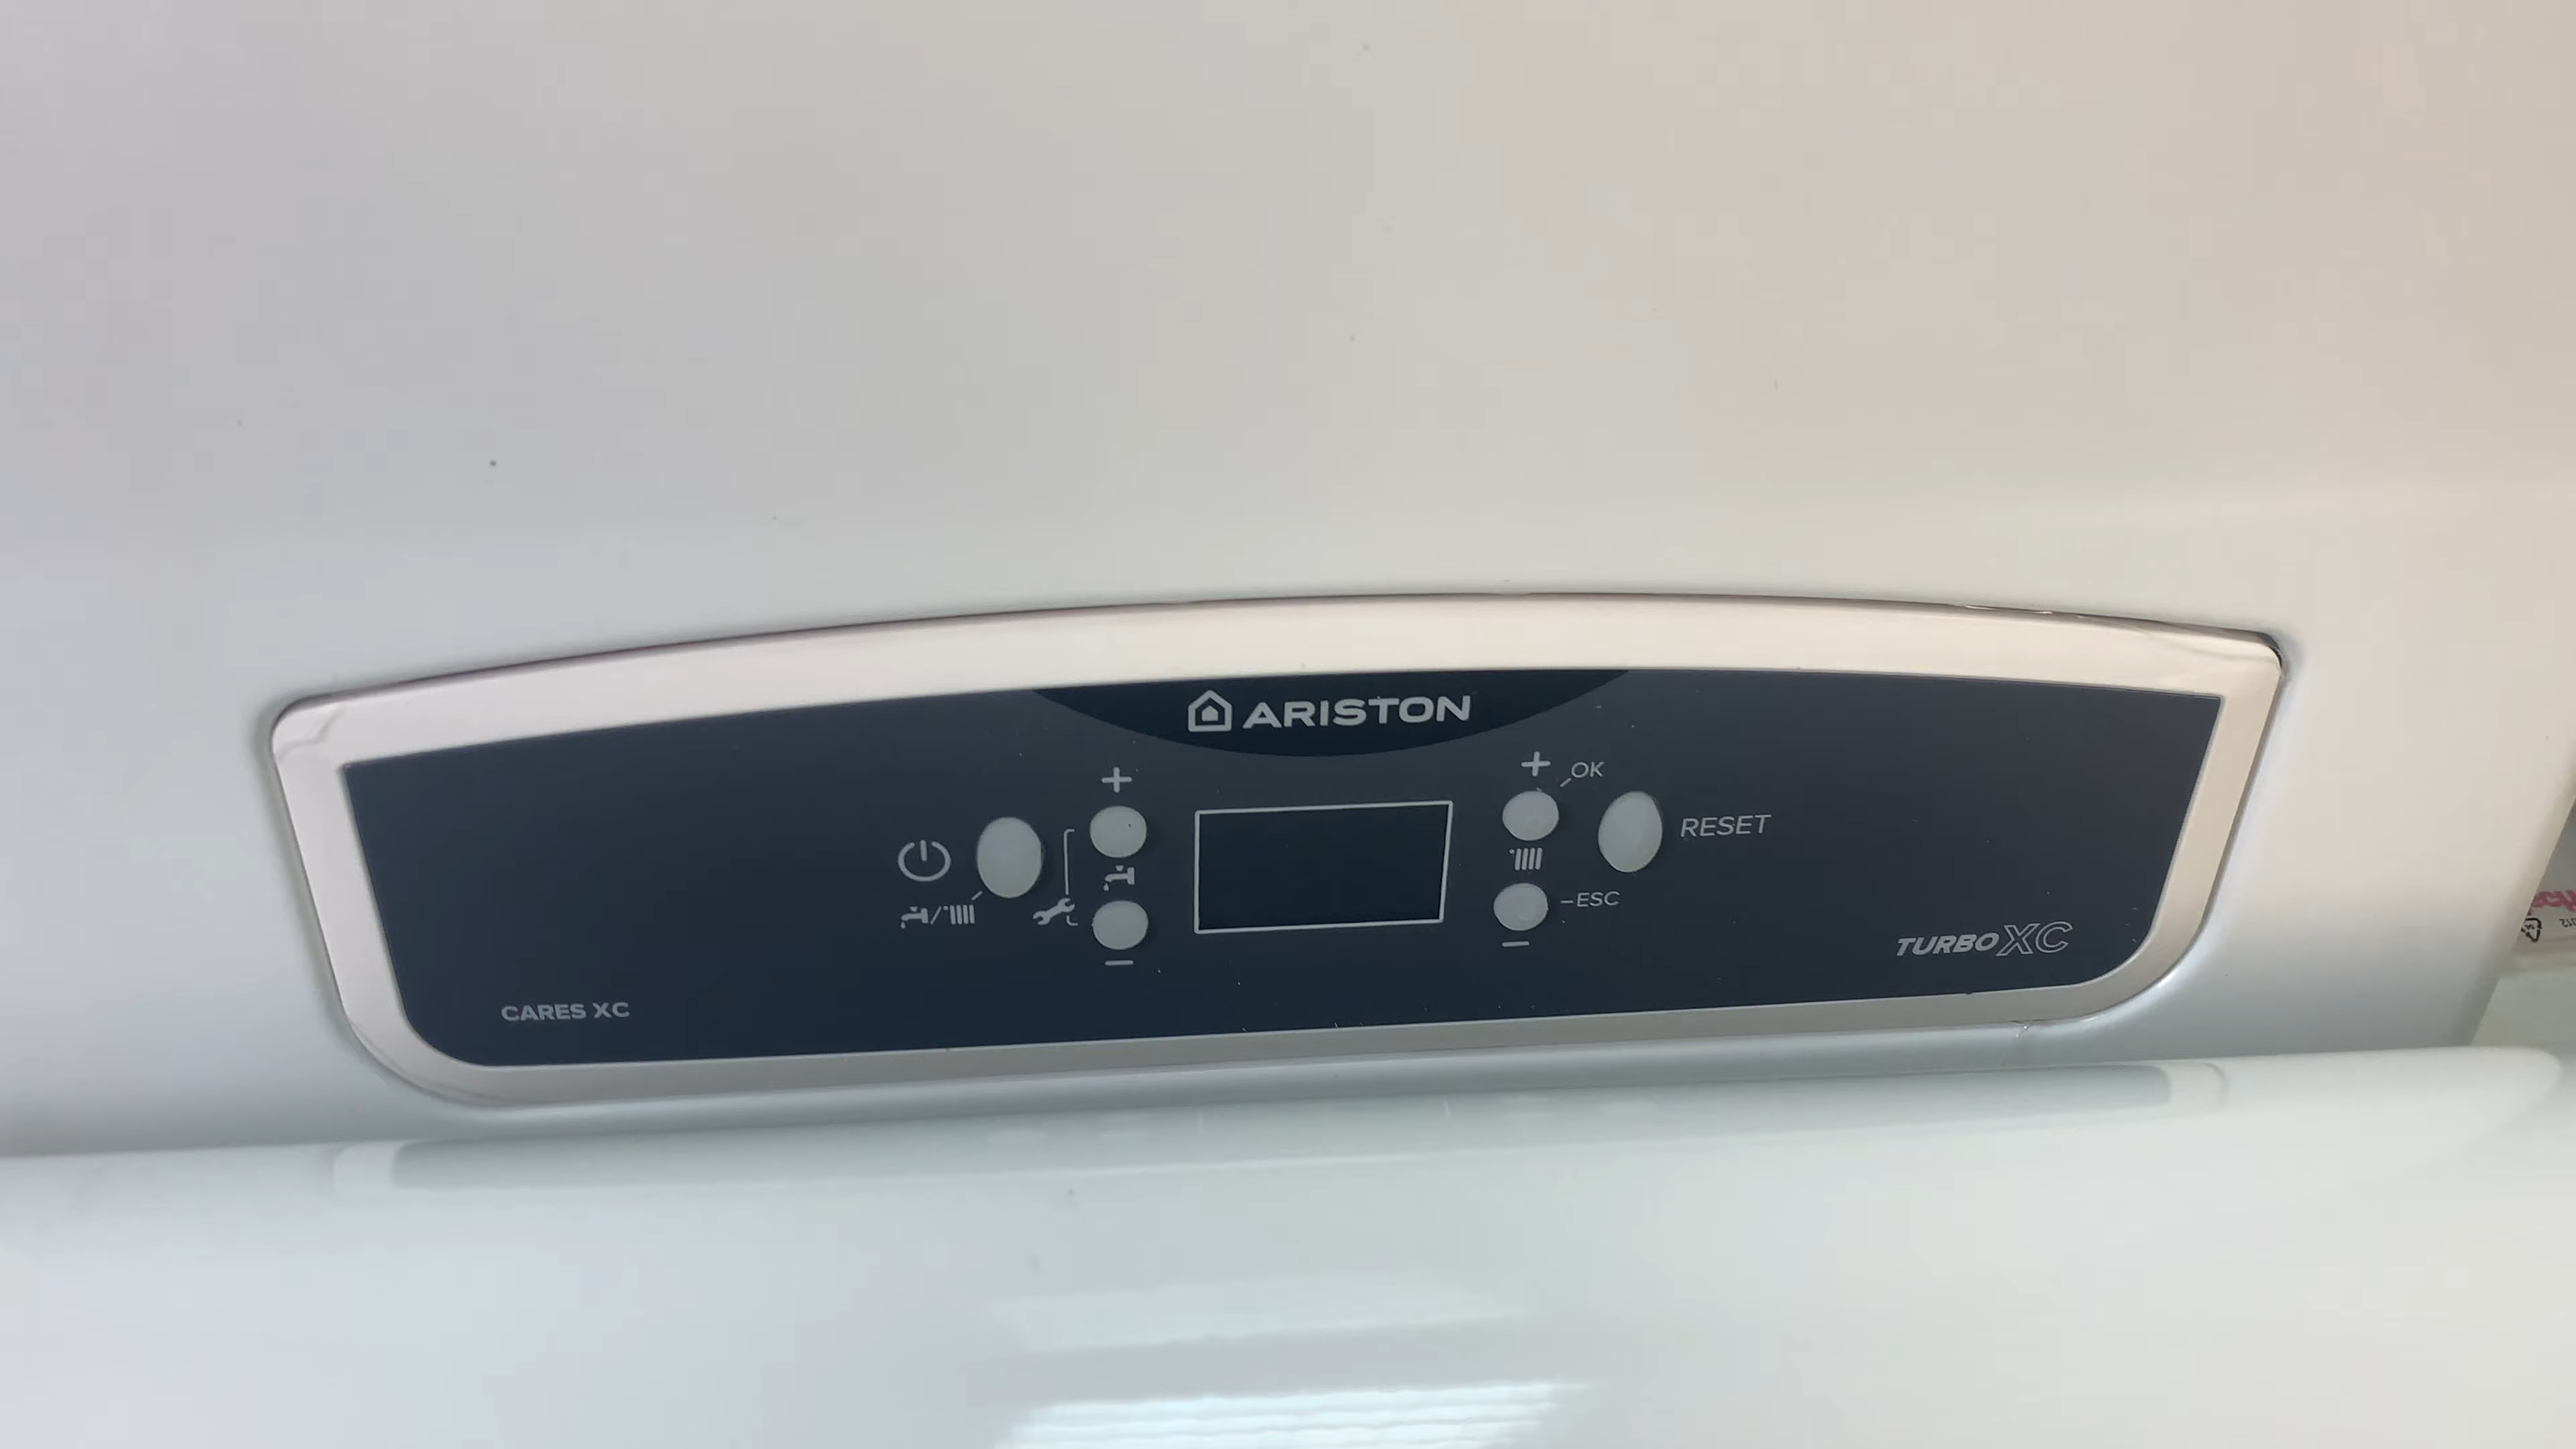 ARISTON
+
+
OK
RESET
-ESC
−
−
TURBO XC
CARES XC